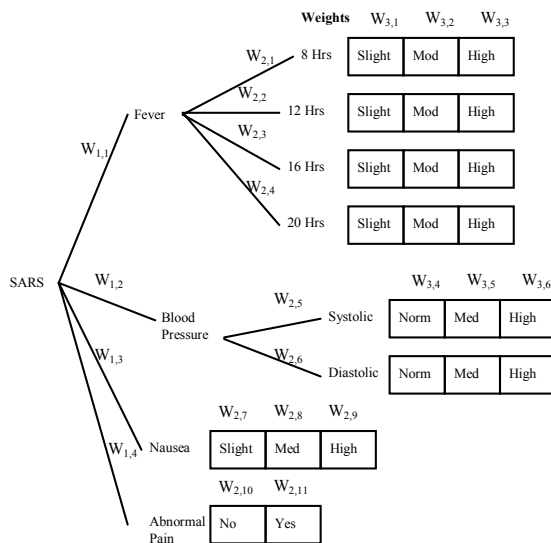 Weights W3,1 W3,2 W3,3
W2,1 8 Hrs Slight Mod High
W2,2
Fever 12 Hrs Slight Mod High
W2,3
W1,1
16 Hrs Slight Mod High
W2,4
20 Hrs Slight Mod High
SARS W1,2
W3,4 W3,5 W3,6
W2,5
Blood Pressure Systolic Norm Med High
W1,3
W2,6
Diastolic Norm Med High
W2,7 W2,8 W2,9
W1,4 Nausea Slight Med High
W2,10 W2,11
Abnormal Pain No Yes